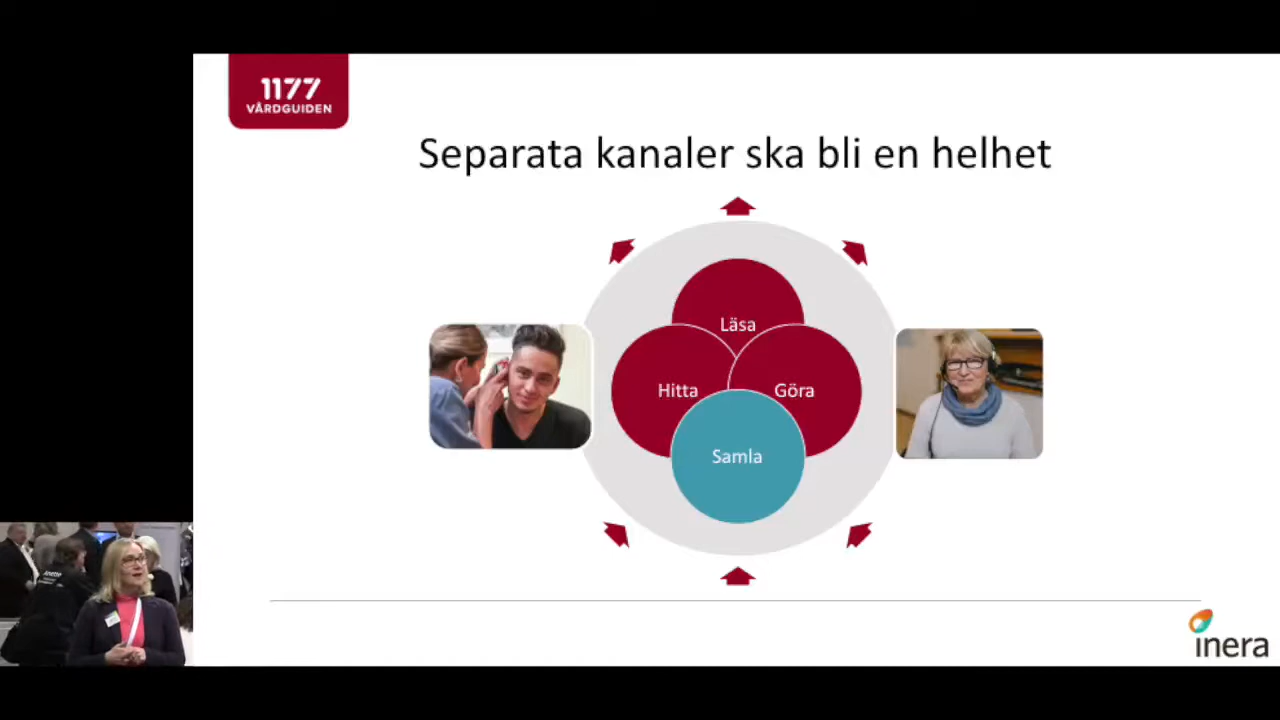 1177
VÅRDGUIDEN
Separata kanaler ska bli en helhet
Läsa
Hitta
Göra
Samla
inera